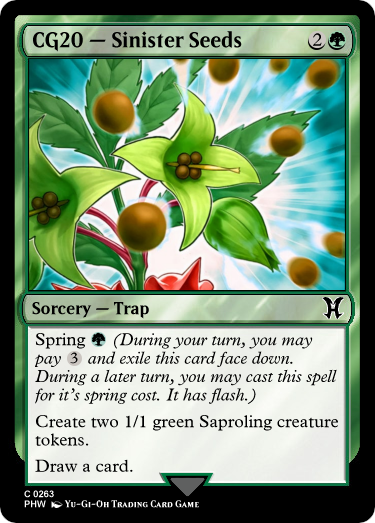 CG20 — Sinister Seeds 2
Sorcery — Trap
Spring (During your turn, you may
pay 3 and exile this card face down.
During a later turn, you may cast this spell
for it's spring cost. It has flash.)
Create two 1/1 green Saproling creature
tokens.
Draw a card.
C 0263
PHW Yu-Gi-Oh Trading Card Game